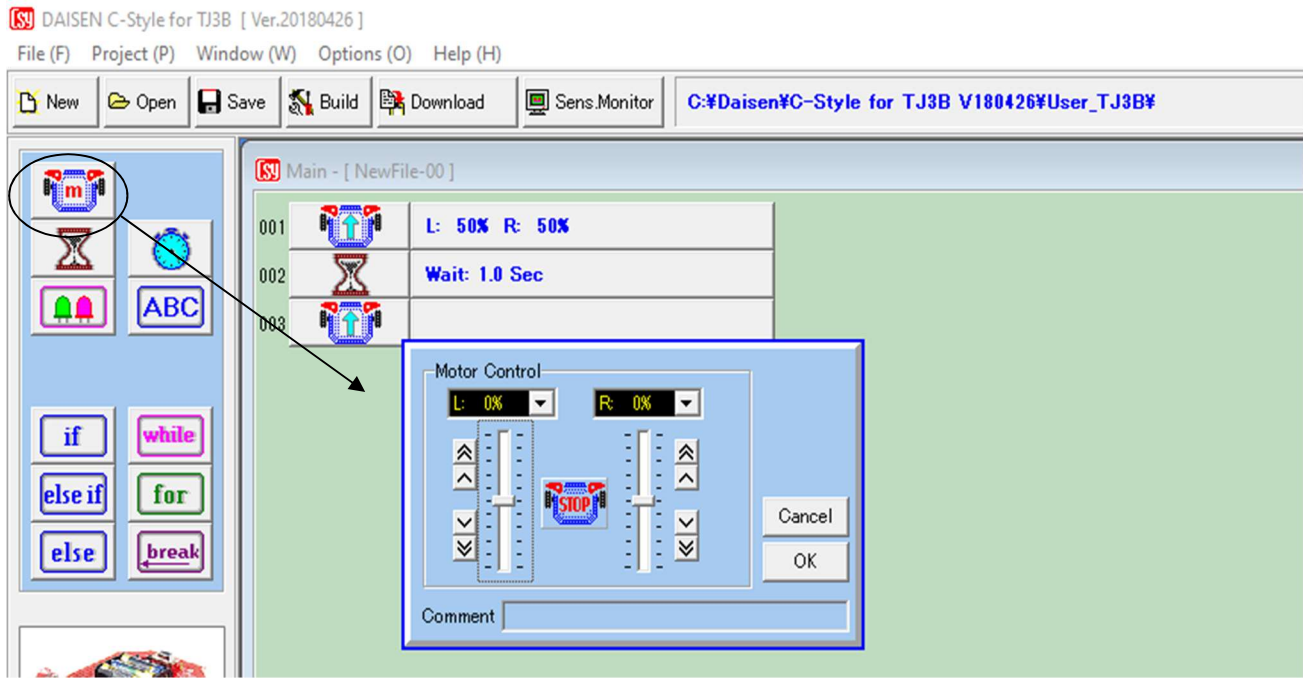 DAISEN C-Style for TJ3B [ Ver.20180426 ]
File (F) Project (P) Window (W) Options (O) Help (H)
New Open Save Build Download Sens.Monitor C:¥Daisen¥C-Style for TJ3B V180426¥User_TJ3B¥
m
Main - [ NewFile-00 ]
001 L: 50% R: 50%
002 Wait: 1.0 Sec
ABC
003
Motor Control
L: 0% R: 0%
if while
else if for
STOP
Cancel
else break
OK
Comment